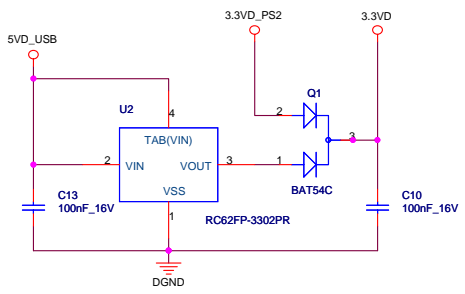 3.3VD_PS2
3.3VD
5VD_USB
Q1
U2
4
2
TAB(VIN)
3
2
VIN
VOUT
3
1
VSS
BAT54C
C13
100nF_16V
C10
100nF_16V
1
RC62FP-3302PR
DGND